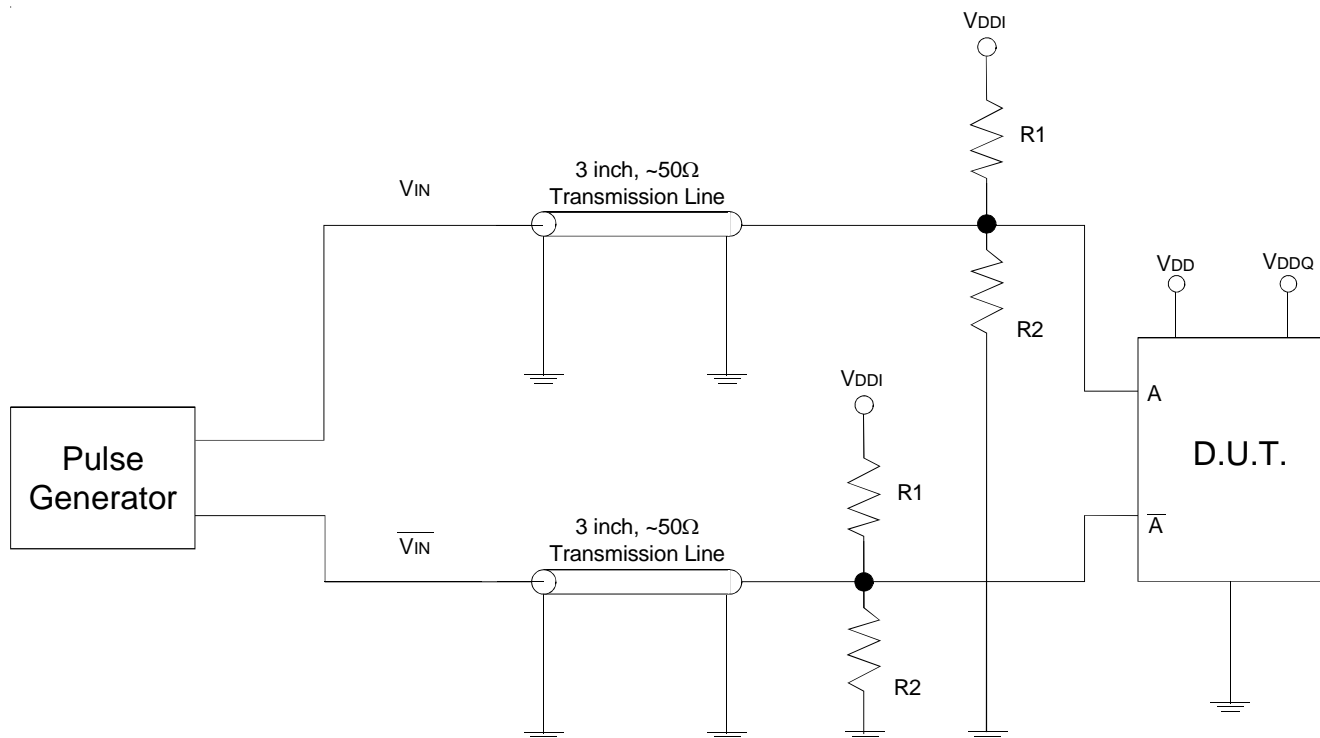 VDDI
R1
3 inch, ~50Ω
Transmission Line
VIN
R2
VDD
VDDQ
VDDI
A
Pulse
Generator
D.U.T.
R1
3 inch, ~50Ω
Transmission Line
V̅I̅N̅
A̅
R2